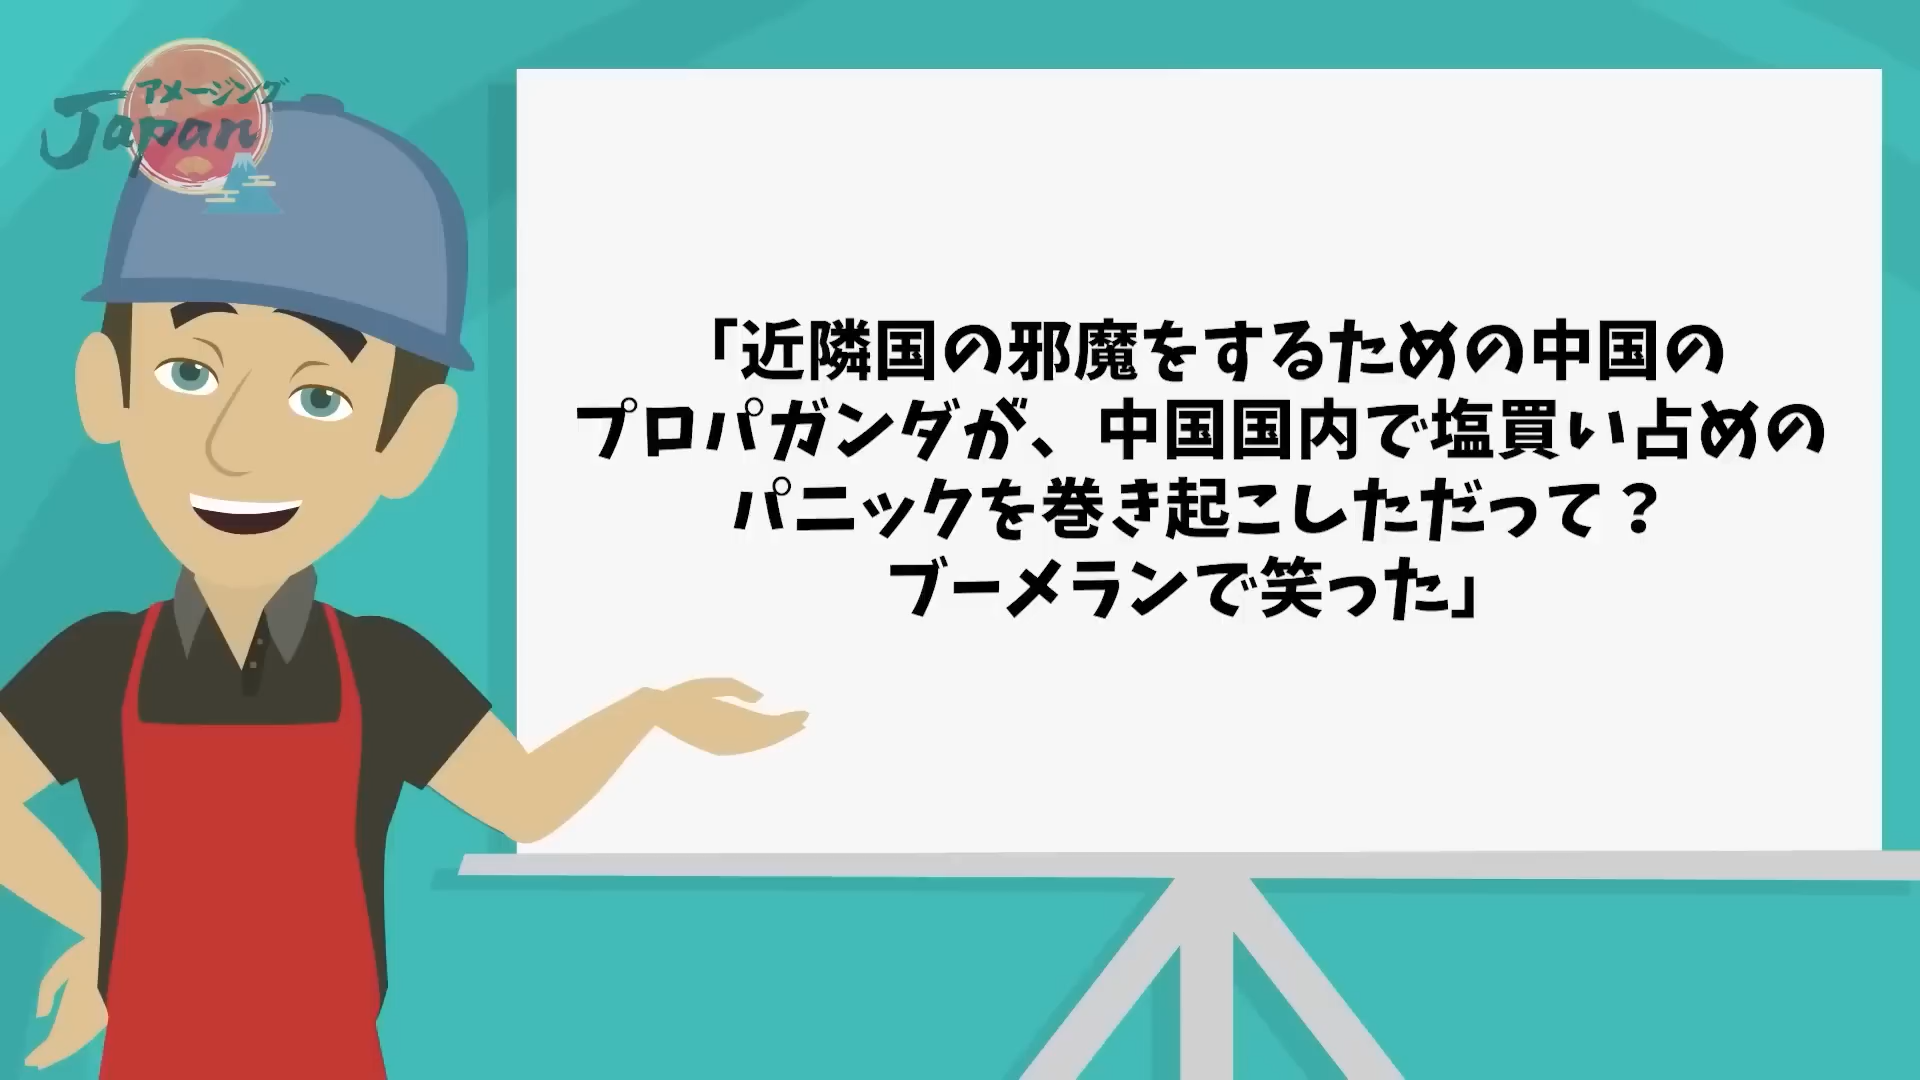 アメージング
Japan
「近隣国の邪魔をするための中国の
プロパガンダが、中国国内で塩買い占めの
パニックを巻き起こしただって？
ブーメランで笑った」